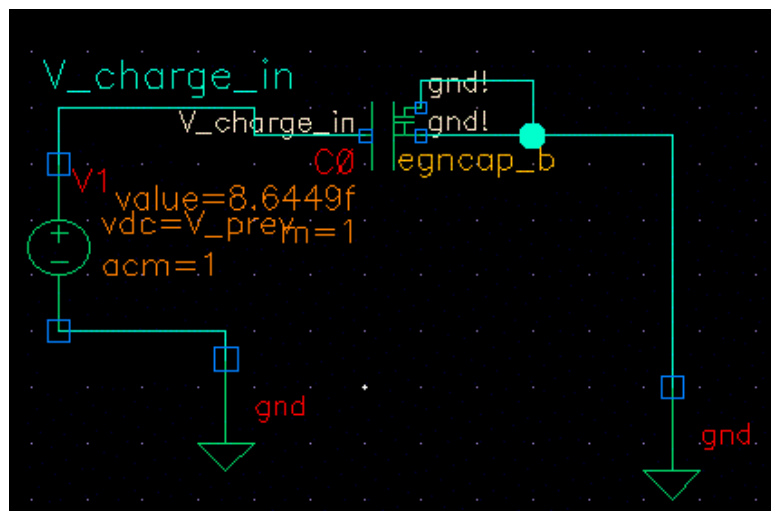 V_charge_in
gnd!
V_charge_in
gnd!
C0
egncap_b
V1
value=8.6449f
vdc=V_prev
m=1
acm=1
gnd
gnd